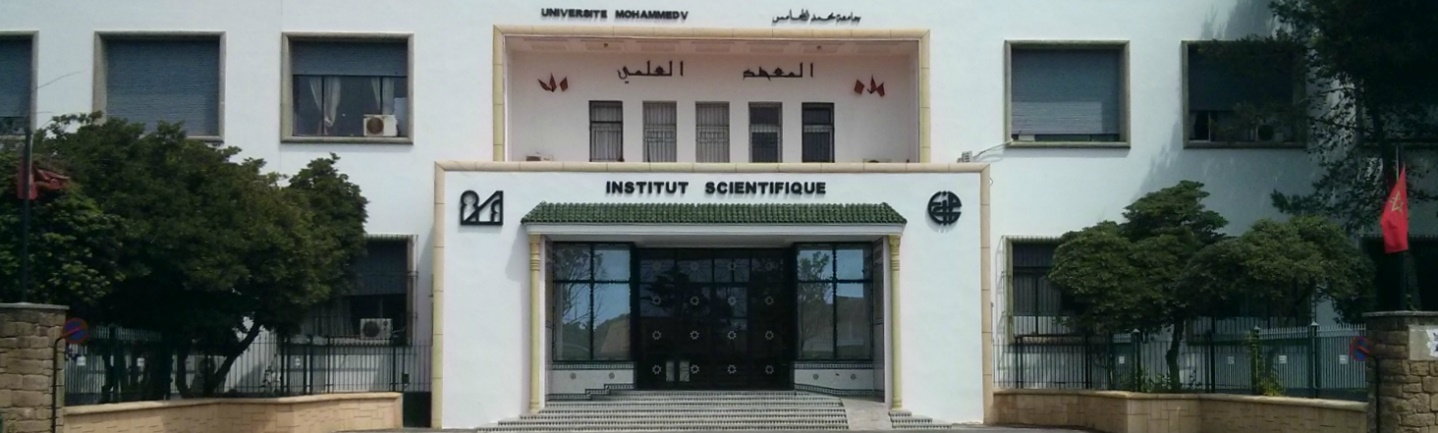 UNIVERSITE MOHAMMED V جامعة محمد الخامس
المعهد العلمي
INSTITUT SCIENTIFIQUE